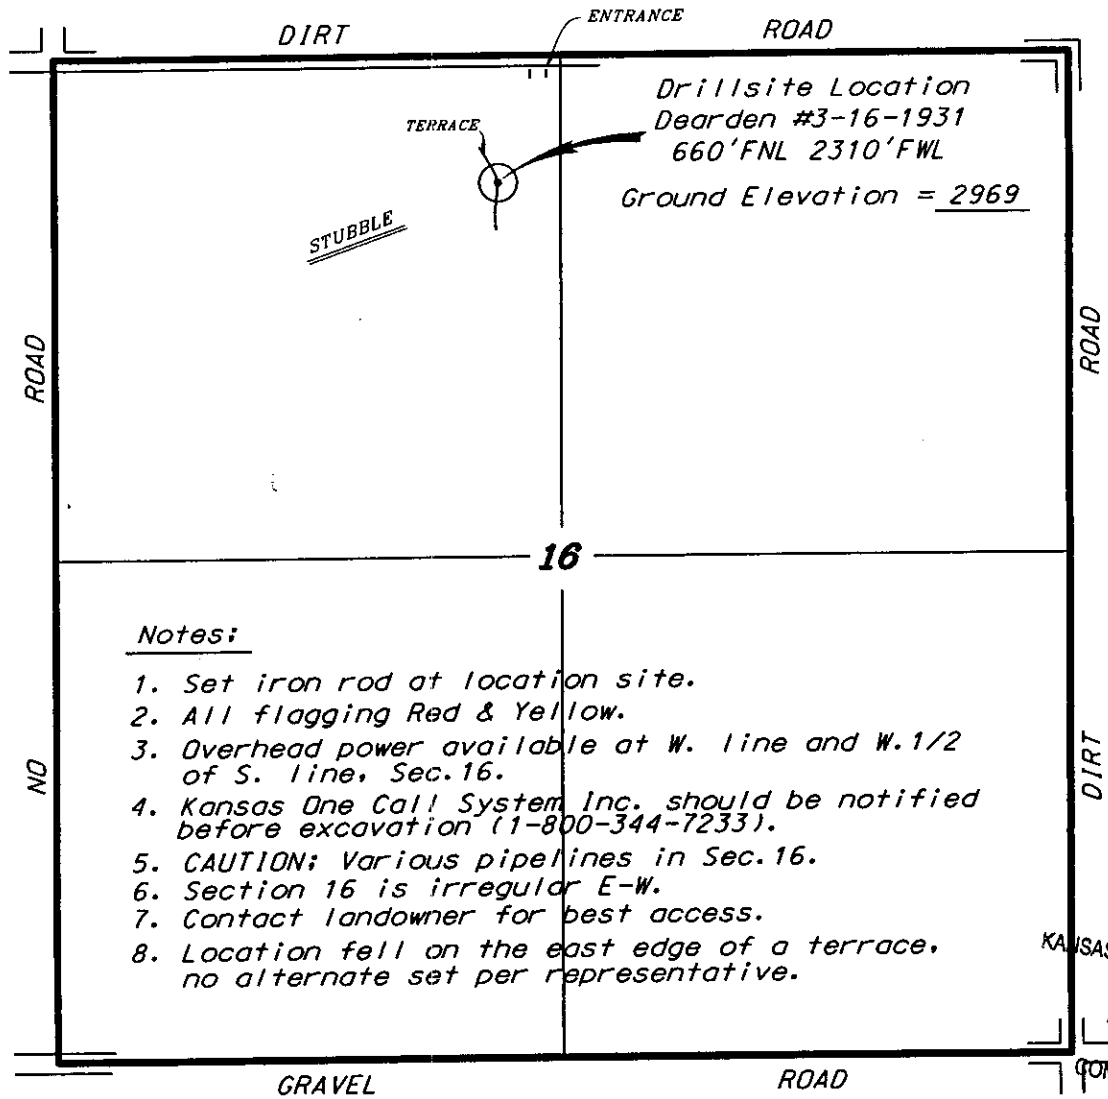 ENTRANCE
DIRT ROAD
Drillsite Location
Dearden #3-16-1931
660'FNL 2310'FWL
Ground Elevation = 2969
TERRACE
STUBBLE
ROAD
ROAD
16
Notes:
1. Set iron rod at location site.
2. All flagging Red & Yellow.
3. Overhead power available at W. line and W.1/2
of S. line, Sec.16.
4. Kansas One Call System Inc. should be notified
before excavation (1-800-344-7233).
5. CAUTION: Various pipelines in Sec.16.
6. Section 16 is irregular E-W.
7. Contact landowner for best access.
8. Location fell on the east edge of a terrace,
no alternate set per representative.
NO
DIRT
KANSAS
GRAVEL ROAD